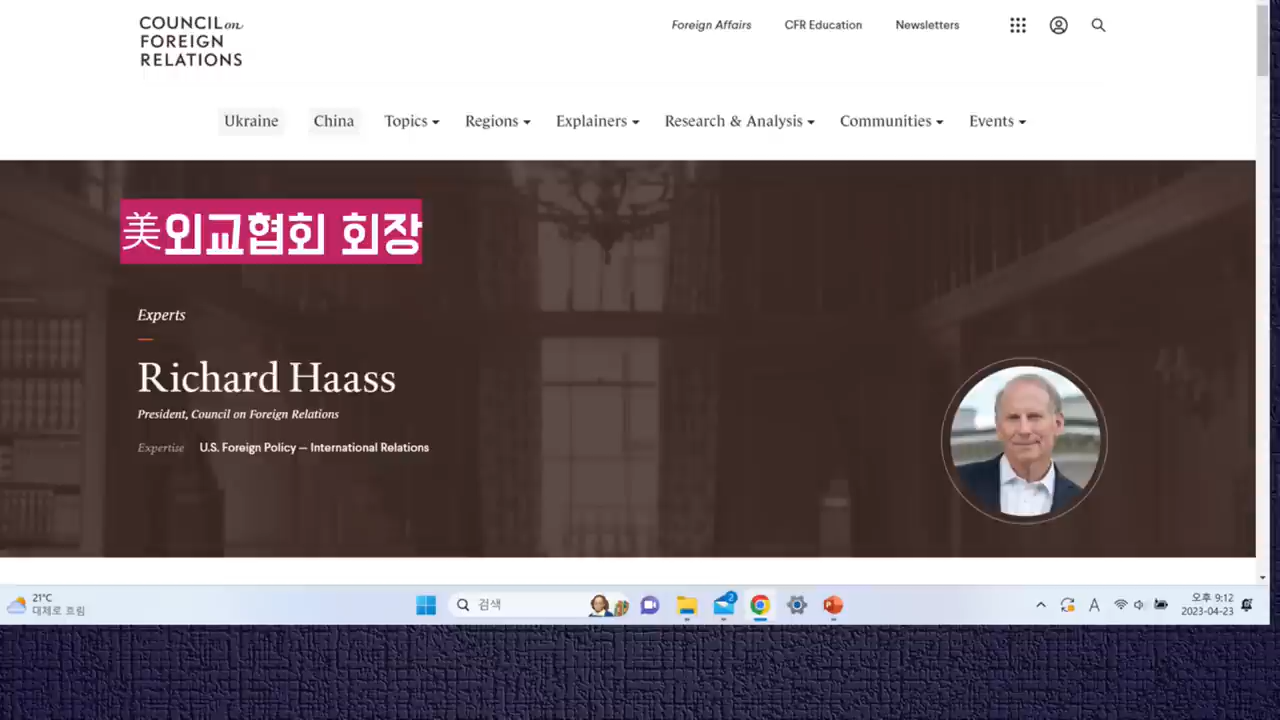 COUNCIL on
FOREIGN
RELATIONS
Foreign Affairs
CFR Education
Newsletters
Ukraine
China
Topics
Regions
Explainers
Research & Analysis
Communities
Events
美외교협회 회장
Experts
Richard Haass
President, Council on Foreign Relations
Expertise U.S. Foreign Policy — International Relations
21°C
대체로 흐림
검색
2
A
오후 9:12
2023-04-23